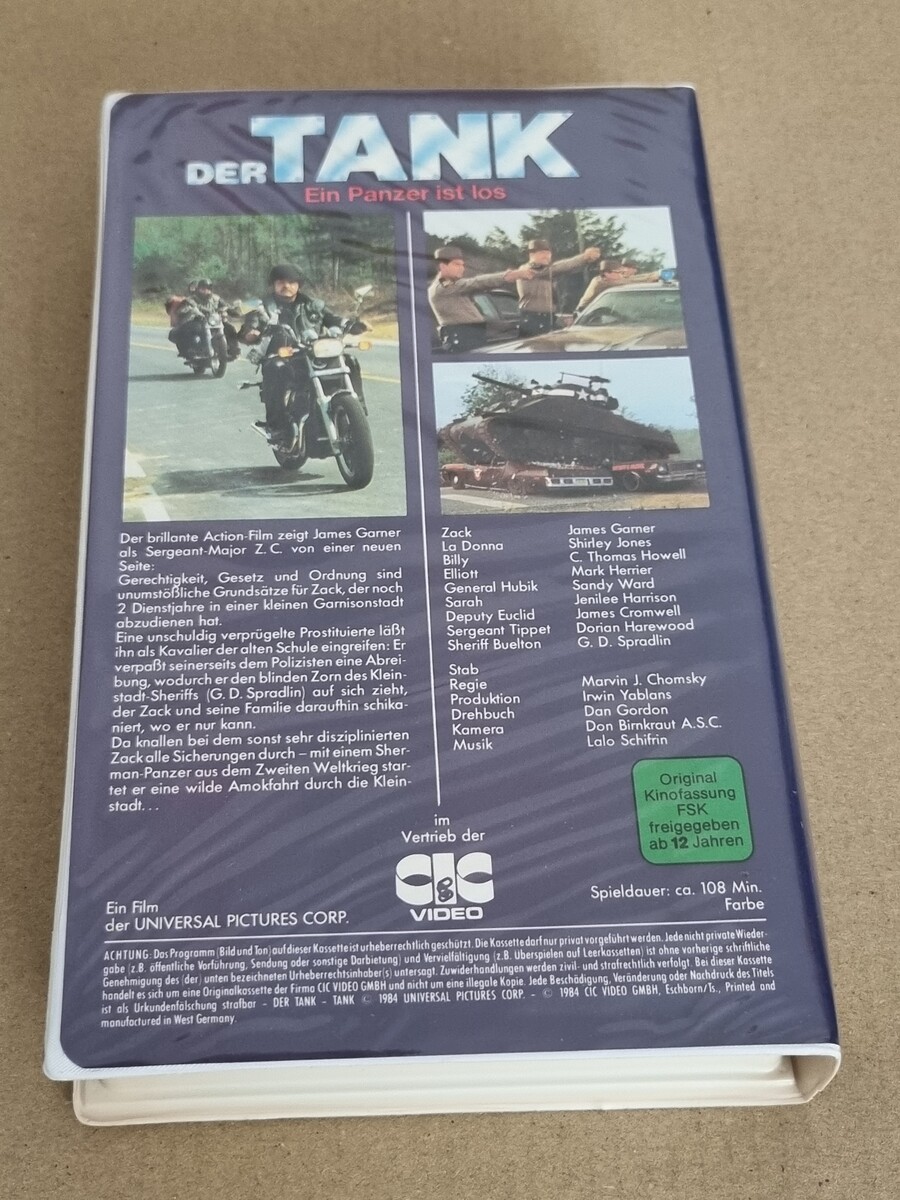 DER TANK
Ein Panzer ist los
Der brillante Action-Film zeigt James Garner
als Sergeant-Major Z. C. von einer neuen
Seite:
Gerechtigkeit, Gesetz und Ordnung sind
unumstößliche Grundsätze für Zack, der noch
2 Dienstjahre in einer kleinen Garnisonstadt
abzudienen hat.
Eine unschuldig verprügelte Prostituierte läßt
ihn als Kavalier der alten Schule eingreifen: Er
verpaßt seinerseits dem Polizisten eine Abrei-
bung, wodurch er den blinden Zorn des Klein-
stadt-Sheriffs (G. D. Spradlin) auf sich zieht,
der Zack und seine Familie daraufhin schika-
niert, wo er nur kann.
Da knallen bei dem sonst sehr disziplinierten
Zack alle Sicherungen durch – mit einem Sher-
man-Panzer aus dem Zweiten Weltkrieg star-
tet er eine wilde Amokfahrt durch die Klein-
stadt...
Zack James Garner
La Donna Shirley Jones
Billy C. Thomas Howell
Elliott Mark Herrier
General Hubik Sandy Ward
Sarah Jenilee Harrison
Deputy Euclid James Cromwell
Sergeant Tippet Dorian Harewood
Sheriff Buelton G. D. Spradlin
Stab
Regie Marvin J. Chomsky
Produktion Irwin Yablans
Drehbuch Dan Gordon
Kamera Don Birnkraut A.S.C.
Musik Lalo Schifrin
Original
Kinofassung
FSK
freigegeben
ab 12 Jahren
im
Vertrieb der
CIC
VIDEO
Ein Film
der UNIVERSAL PICTURES CORP.
Spieldauer: ca. 108 Min.
Farbe
ACHTUNG: Das Programm (Bild und Ton) auf dieser Kassette ist urheberrechtlich geschützt. Die Kassette darf nur privat vorgeführt werden. Jede nicht private Wieder-
gabe (z.B. öffentliche Vorführung, Sendung oder sonstige Darbietung) und Vervielfältigung (z.B. Überspielen auf Leerkassetten) ist ohne vorherige schriftliche
Genehmigung des (der) unten bezeichneten Urheberrechtsinhaber(s) untersagt. Zuwiderhandlungen werden zivil- und strafrechtlich verfolgt. Bei dieser Kassette
handelt es sich um eine Originalkassette der Firma CIC VIDEO GMBH und nicht um eine illegale Kopie. Jede Beschädigung, Veränderung oder Nachdruck des Titels
ist als Urkundenfälschung strafbar – DER TANK - TANK © 1984 UNIVERSAL PICTURES CORP. – © 1984 CIC VIDEO GMBH, Eschborn/Ts., Printed and
manufactured in West Germany.